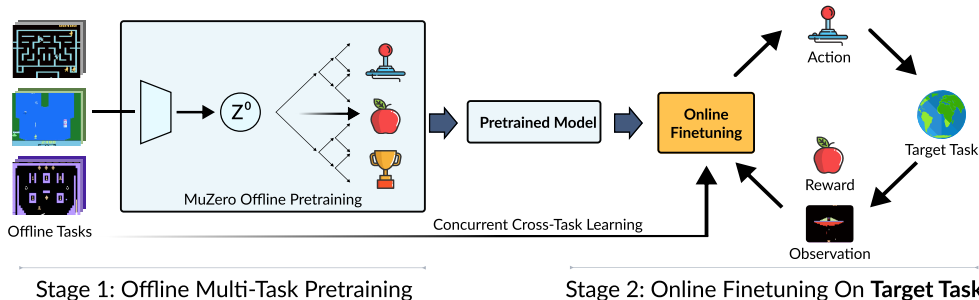 Offline Tasks
Z⁰
MuZero Offline Pretraining
Pretrained Model
Online
Finetuning
Action
Target Task
Reward
Observation
Concurrent Cross-Task Learning
Stage 1: Offline Multi-Task Pretraining
Stage 2: Online Finetuning On Target Task